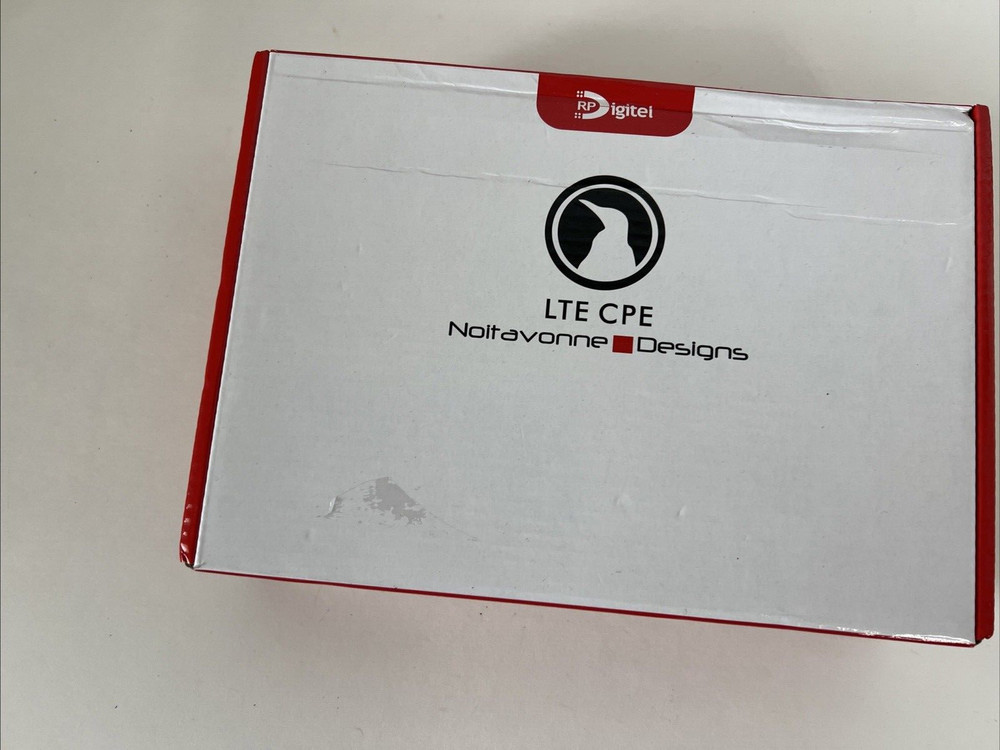 RP Digitel
LTE CPE
Noitavonne Designs